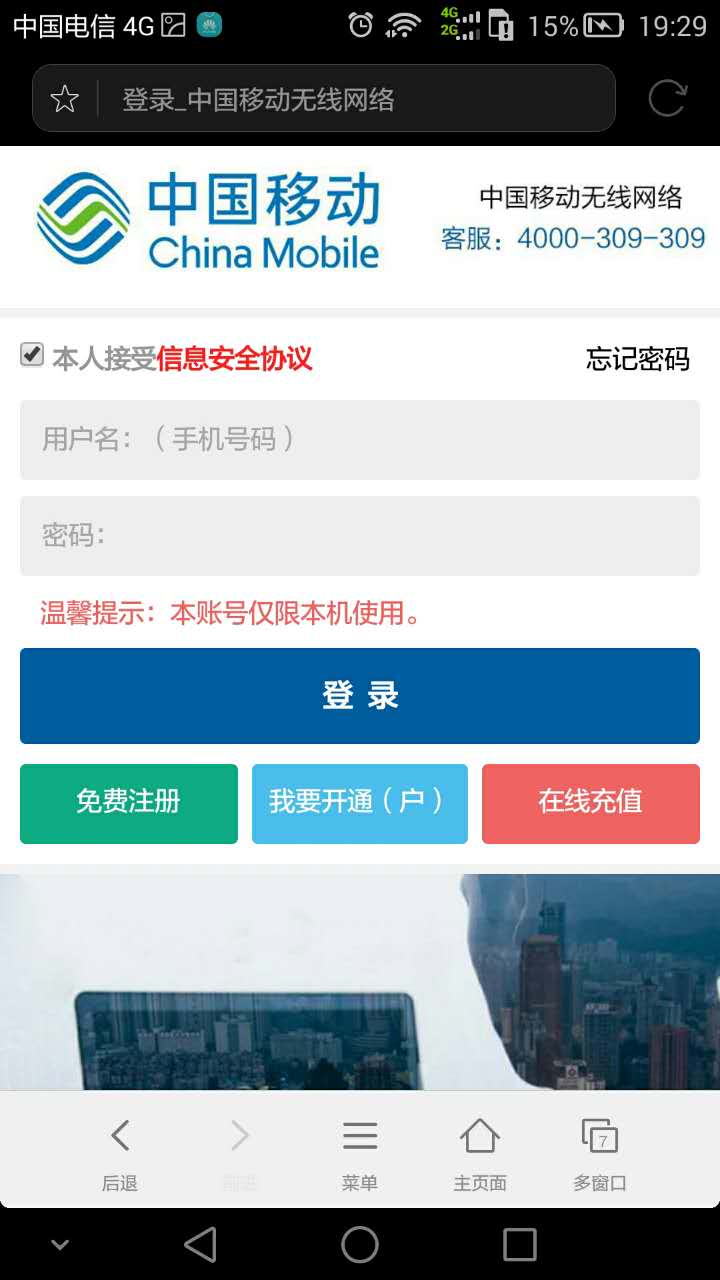 中国电信 4G 4G 2G 15% 19:29
登录_中国移动无线网络
中国移动
China Mobile
中国移动无线网络
客服：4000-309-309
本人接受信息安全协议 忘记密码
用户名：（手机号码）
密码：
温馨提示：本账号仅限本机使用。
登 录
免费注册 我要开通（户） 在线充值
7
后退 前进 菜单 主页面 多窗口